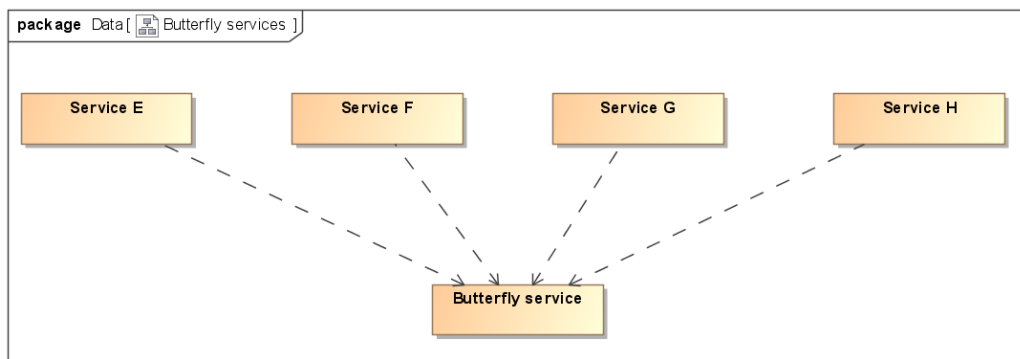 package Data [ Butterfly services ]
Service E
Service F
Service G
Service H
Butterfly service